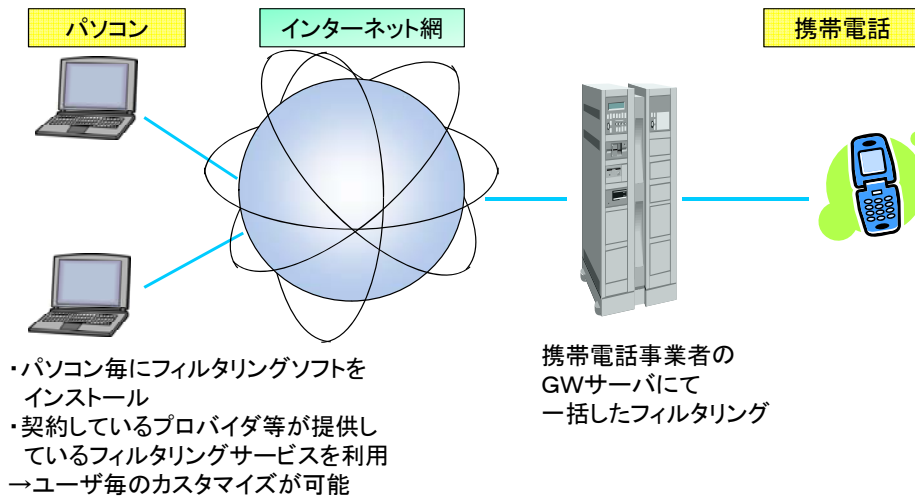 パソコン
インターネット網
携帯電話
・パソコン毎にフィルタリングソフトを
インストール
・契約しているプロバイダ等が提供し
ているフィルタリングサービスを利用
→ユーザ毎のカスタマイズが可能
携帯電話事業者の
GWサーバにて
一括したフィルタリング